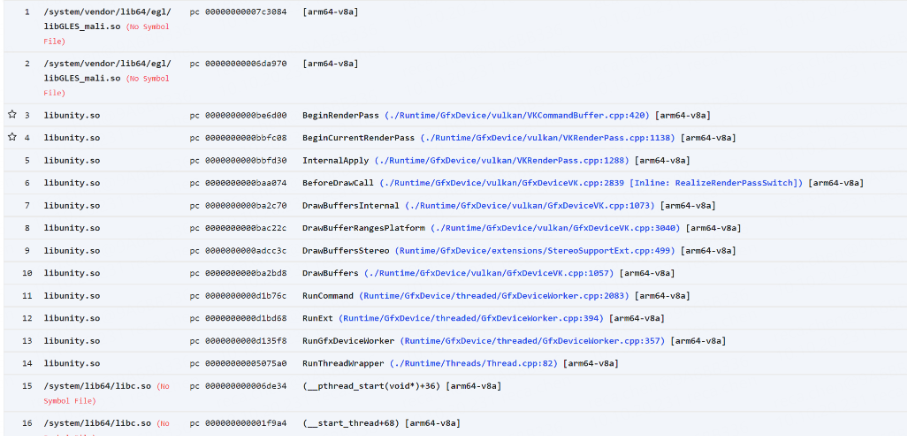 1 /system/vendor/lib64/egl/ pc 00000000007c3084 [arm64-v8a]
libGLES_mali.so (No Symbol
File)
2 /system/vendor/lib64/egl/ pc 00000000006da970 [arm64-v8a]
libGLES_mali.so (No Symbol
File)
3 libunity.so pc 0000000000be6d00 BeginRenderPass (./Runtime/GfxDevice/vulkan/VKCommandBuffer.cpp:420) [arm64-v8a]
4 libunity.so pc 0000000000bbfc08 BeginCurrentRenderPass (./Runtime/GfxDevice/vulkan/VKRenderPass.cpp:1138) [arm64-v8a]
5 libunity.so pc 0000000000bbfd30 InternalApply (./Runtime/GfxDevice/vulkan/VKRenderPass.cpp:1288) [arm64-v8a]
6 libunity.so pc 0000000000baa074 BeforeDrawCall (./Runtime/GfxDevice/vulkan/GfxDeviceVK.cpp:2839 [Inline: RealizeRenderPassSwitch]) [arm64-v8a]
7 libunity.so pc 0000000000ba2c70 DrawBuffersInternal (./Runtime/GfxDevice/vulkan/GfxDeviceVK.cpp:1073) [arm64-v8a]
8 libunity.so pc 0000000000bac22c DrawBufferRangesPlatform (./Runtime/GfxDevice/vulkan/GfxDeviceVK.cpp:3040) [arm64-v8a]
9 libunity.so pc 0000000000adcc3c DrawBuffersStereo (Runtime/GfxDevice/extensions/StereoSupportExt.cpp:499) [arm64-v8a]
10 libunity.so pc 0000000000ba2bd8 DrawBuffers (./Runtime/GfxDevice/vulkan/GfxDeviceVK.cpp:1057) [arm64-v8a]
11 libunity.so pc 0000000000d1b76c RunCommand (Runtime/GfxDevice/threaded/GfxDeviceWorker.cpp:2083) [arm64-v8a]
12 libunity.so pc 0000000000d1bd68 RunExt (Runtime/GfxDevice/threaded/GfxDeviceWorker.cpp:394) [arm64-v8a]
13 libunity.so pc 0000000000d135f8 RunGfxDeviceWorker (Runtime/GfxDevice/threaded/GfxDeviceWorker.cpp:357) [arm64-v8a]
14 libunity.so pc 00000000005075a0 RunThreadWrapper (./Runtime/Threads/Thread.cpp:82) [arm64-v8a]
15 /system/lib64/libc.so (No pc 000000000006de34 (__pthread_start(void*)+36) [arm64-v8a]
Symbol File)
16 /system/lib64/libc.so (No pc 000000000001f9a4 (__start_thread+68) [arm64-v8a]